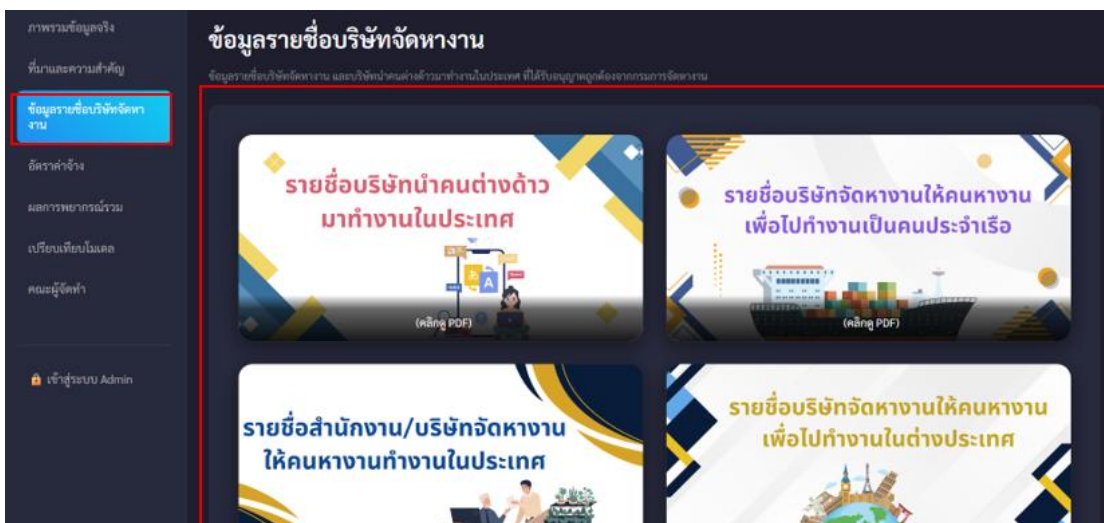 ภาพรวมข้อมูลจริง
ที่มาและความสำคัญ
ข้อมูลรายชื่อบริษัทจัดหา
งาน
อัตราค่าจ้าง
ผลการพยากรณ์รวม
เปรียบเทียบโมเดล
คณะผู้จัดทำ
เข้าสู่ระบบ Admin
ข้อมูลรายชื่อบริษัทจัดหางาน
ข้อมูลรายชื่อบริษัทจัดหางาน และบริษัทนำคนต่างด้าวมาทำงานในประเทศ ที่ได้รับอนุญาตถูกต้องจากกรมการจัดหางาน
รายชื่อบริษัทนำคนต่างด้าว
มาทำงานในประเทศ
A
(คลิกดู PDF)
รายชื่อบริษัทจัดหางานให้คนหางาน
เพื่อไปทำงานเป็นคนประจำเรือ
(คลิกดู PDF)
รายชื่อสำนักงาน/บริษัทจัดหางาน
ให้คนหางานทำงานในประเทศ
รายชื่อบริษัทจัดหางานให้คนหางาน
เพื่อไปทำงานในต่างประเทศ